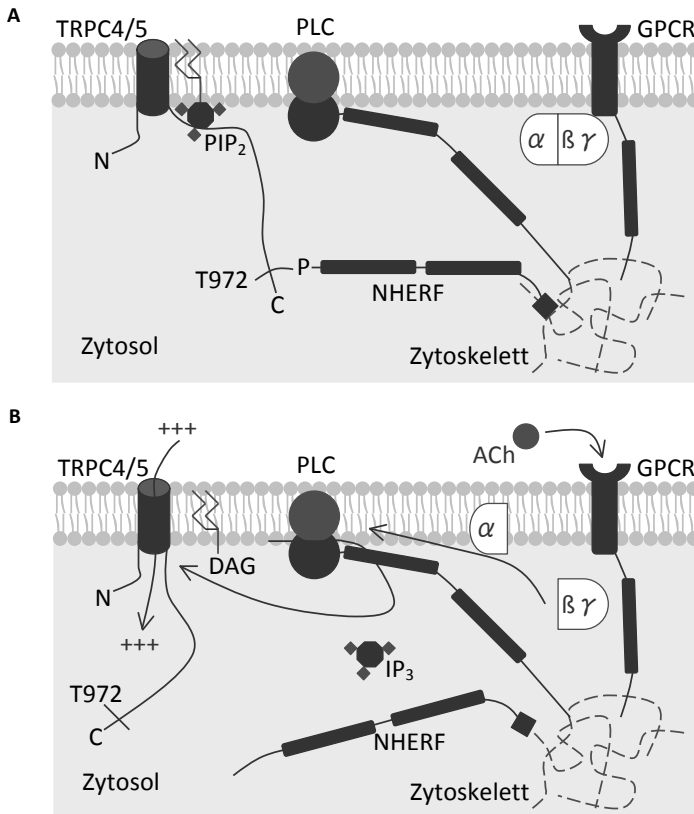 A
TRPC4/5
PLC
GPCR
α
ß γ
PIP₂
N
T972
P
C
NHERF
Zytosol
Zytoskelett
B
+++
ACh
TRPC4/5
PLC
GPCR
α
DAG
N
ß γ
+++
IP₃
T972
C
NHERF
Zytosol
Zytoskelett